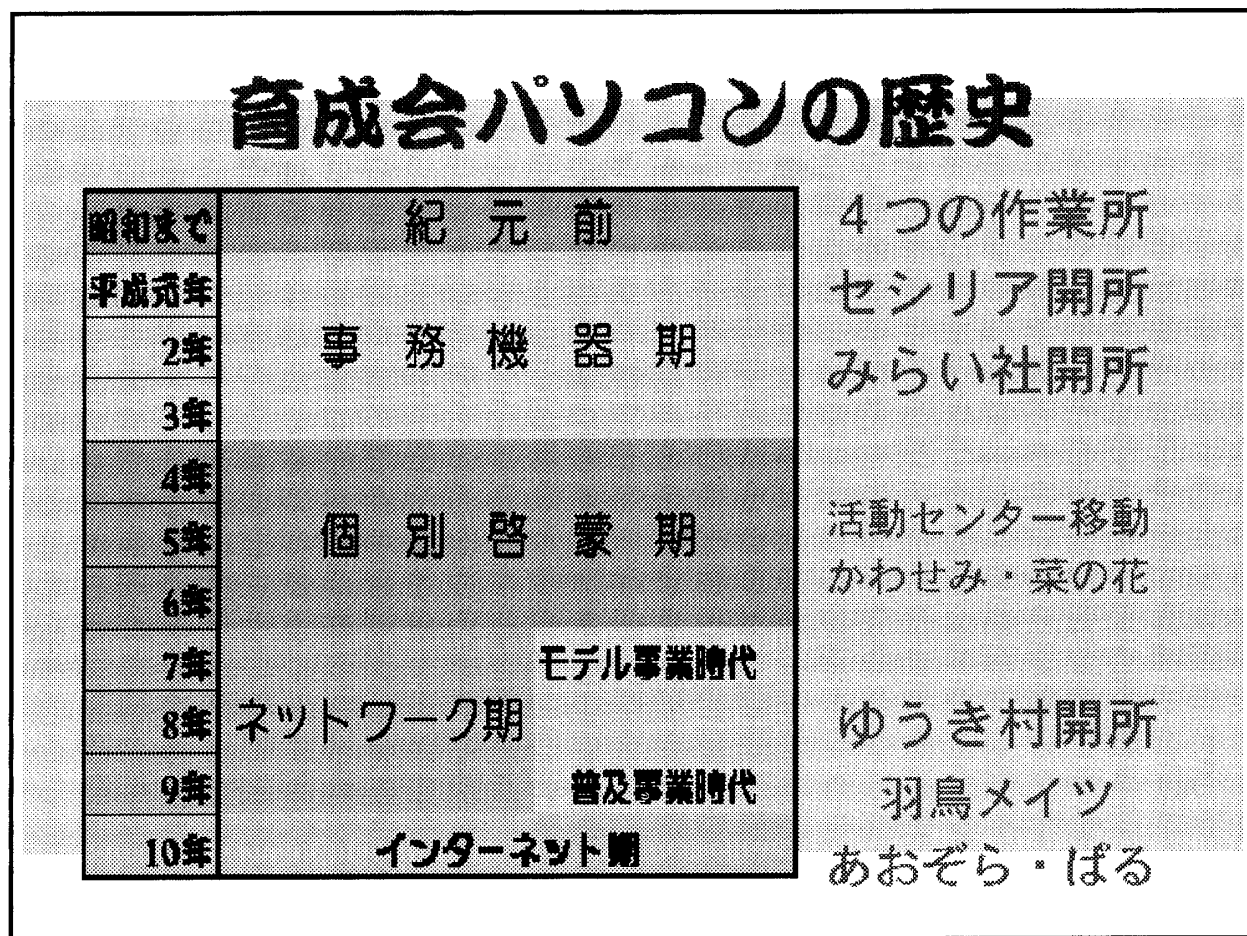 育成会パソコンの歴史
昭和まで 紀元前 4つの作業所
平成元年 セシリア開所
2年 事務機器期 みらい社開所
3年
4年
5年 個別啓蒙期 活動センター移動
6年 かわせみ・菜の花
7年 モデル事業時代
8年 ネットワーク期 ゆうき村開所
9年 普及事業時代 羽鳥メイツ
10年 インターネット期 あおぞら・ぱる